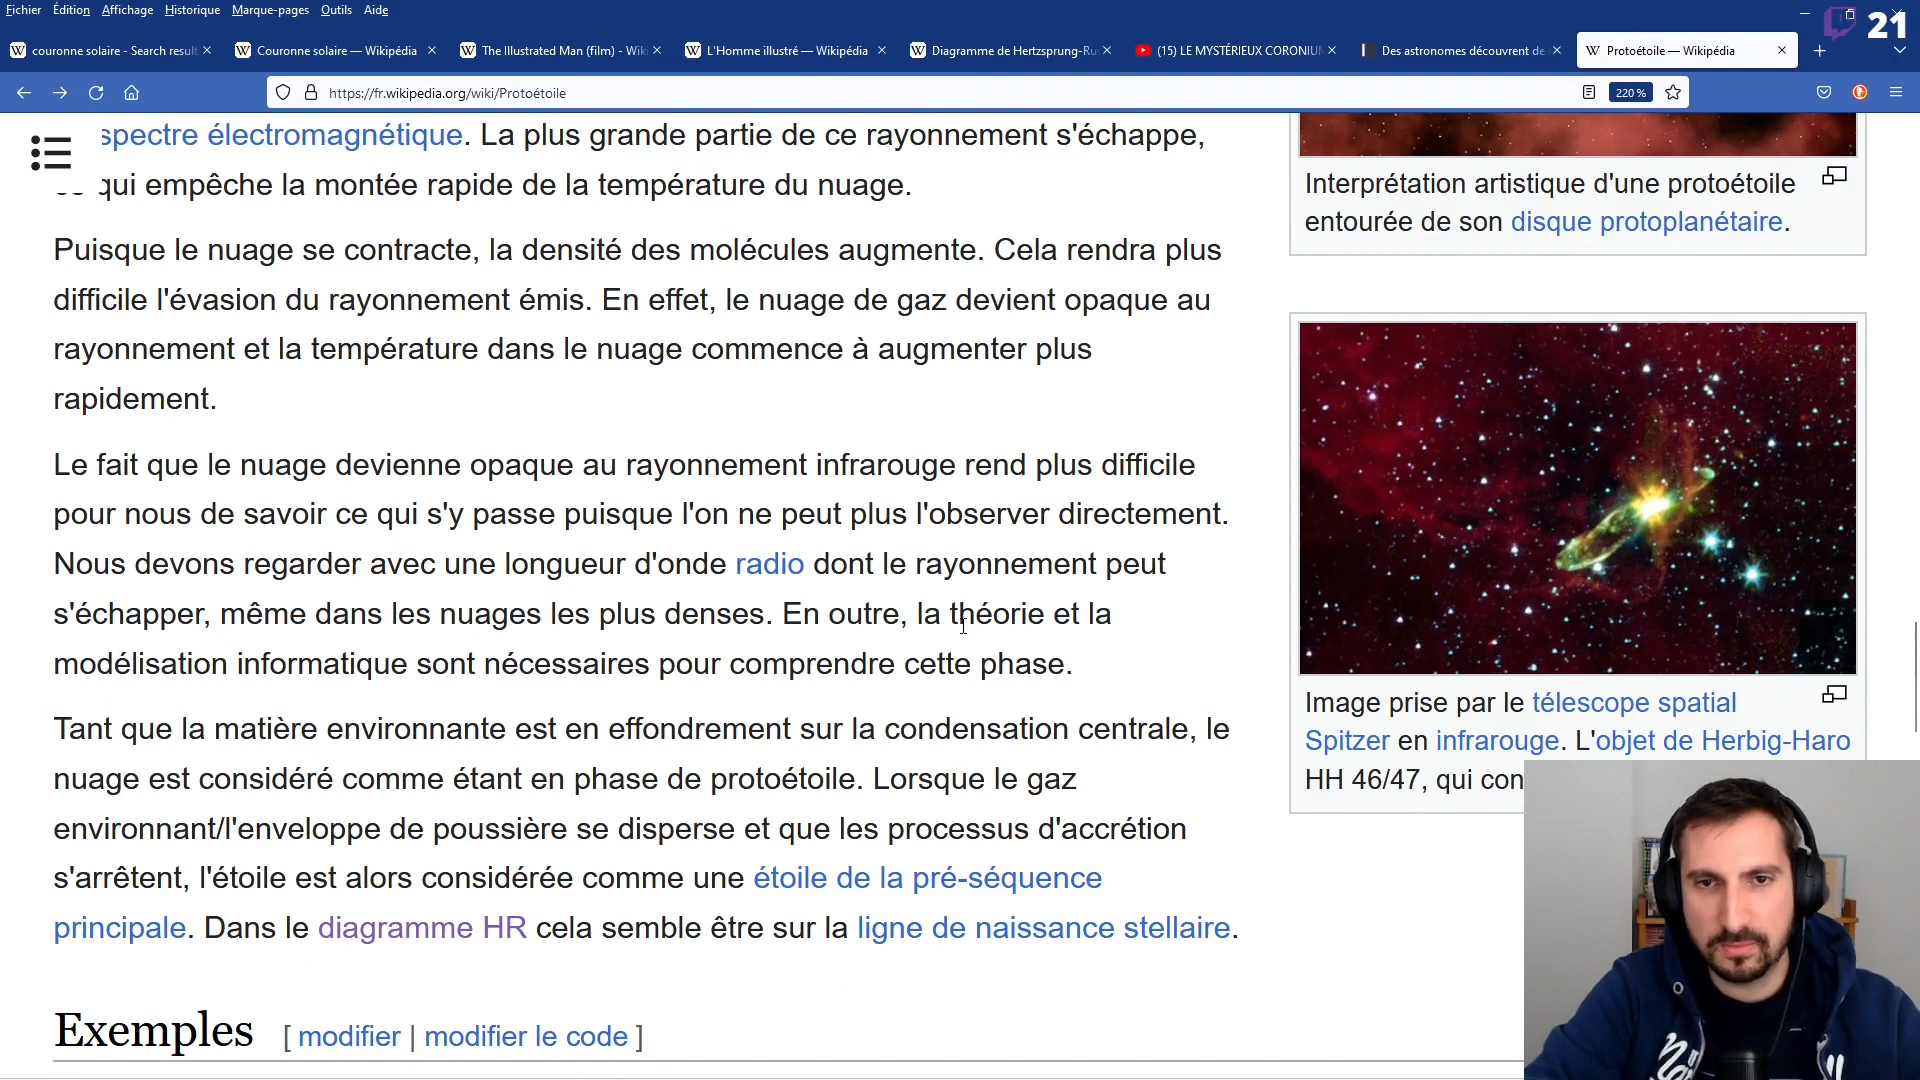 Fichier Édition Affichage Historique Marque-pages Outils Aide
21
couronne solaire - Search result
Couronne solaire — Wikipédia
The Illustrated Man (film) - Wiki
L'Homme illustré — Wikipédia
Diagramme de Hertzsprung-Ru
(15) LE MYSTÉRIEUX CORONIUM
Des astronomes découvrent de
Protoétoile — Wikipédia
https://fr.wikipedia.org/wiki/Protoétoile
220 %
spectre électromagnétique. La plus grande partie de ce rayonnement s'échappe,
qui empêche la montée rapide de la température du nuage.
Puisque le nuage se contracte, la densité des molécules augmente. Cela rendra plus
difficile l'évasion du rayonnement émis. En effet, le nuage de gaz devient opaque au
rayonnement et la température dans le nuage commence à augmenter plus
rapidement.
Le fait que le nuage devienne opaque au rayonnement infrarouge rend plus difficile
pour nous de savoir ce qui s'y passe puisque l'on ne peut plus l'observer directement.
Nous devons regarder avec une longueur d'onde radio dont le rayonnement peut
s'échapper, même dans les nuages les plus denses. En outre, la théorie et la
modélisation informatique sont nécessaires pour comprendre cette phase.
Tant que la matière environnante est en effondrement sur la condensation centrale, le
nuage est considéré comme étant en phase de protoétoile. Lorsque le gaz
environnant/l'enveloppe de poussière se disperse et que les processus d'accrétion
s'arrêtent, l'étoile est alors considérée comme une étoile de la pré-séquence
principale. Dans le diagramme HR cela semble être sur la ligne de naissance stellaire.
Exemples [ modifier | modifier le code ]
Interprétation artistique d'une protoétoile
entourée de son disque protoplanétaire.
Image prise par le télescope spatial
Spitzer en infrarouge. L'objet de Herbig-Haro
HH 46/47, qui con